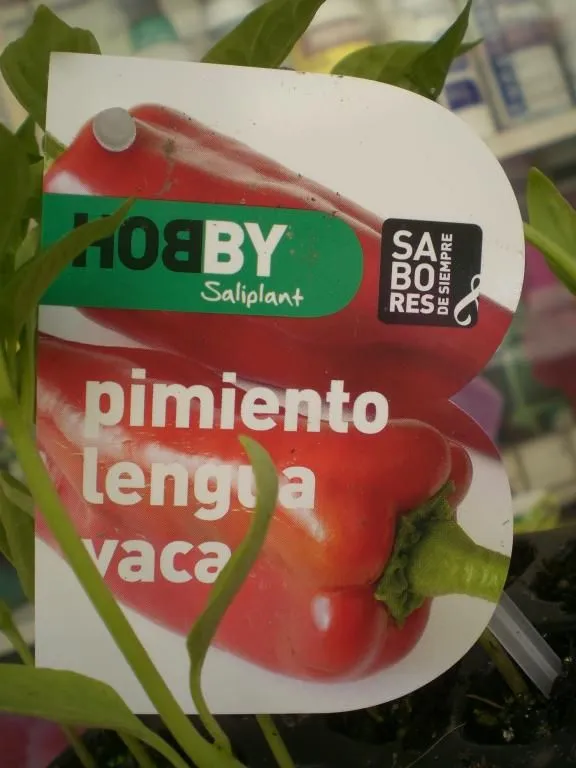 HOBBY
Saliplant
SA
BO
RES
DE SIEMPRE
pimiento
lengua
vaca